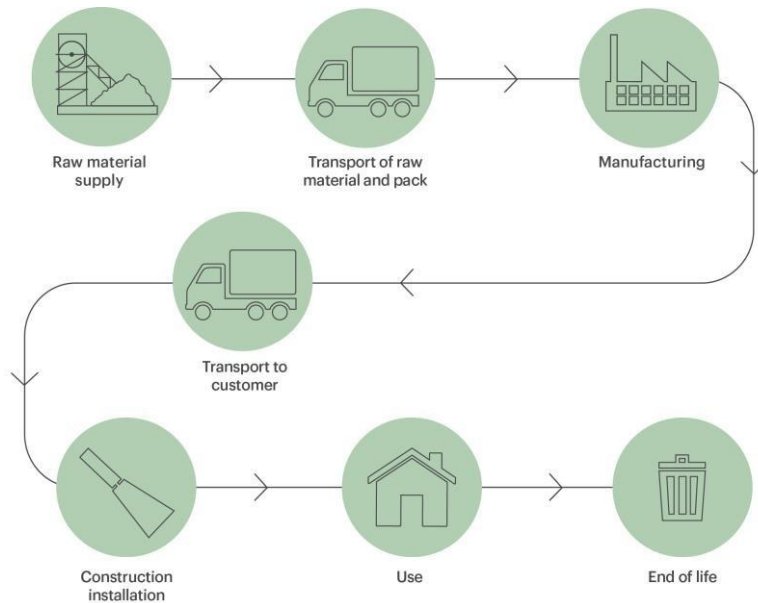 Raw material
supply
Transport of raw
material and pack
Manufacturing
Transport to
customer
Construction
installation
Use
End of life